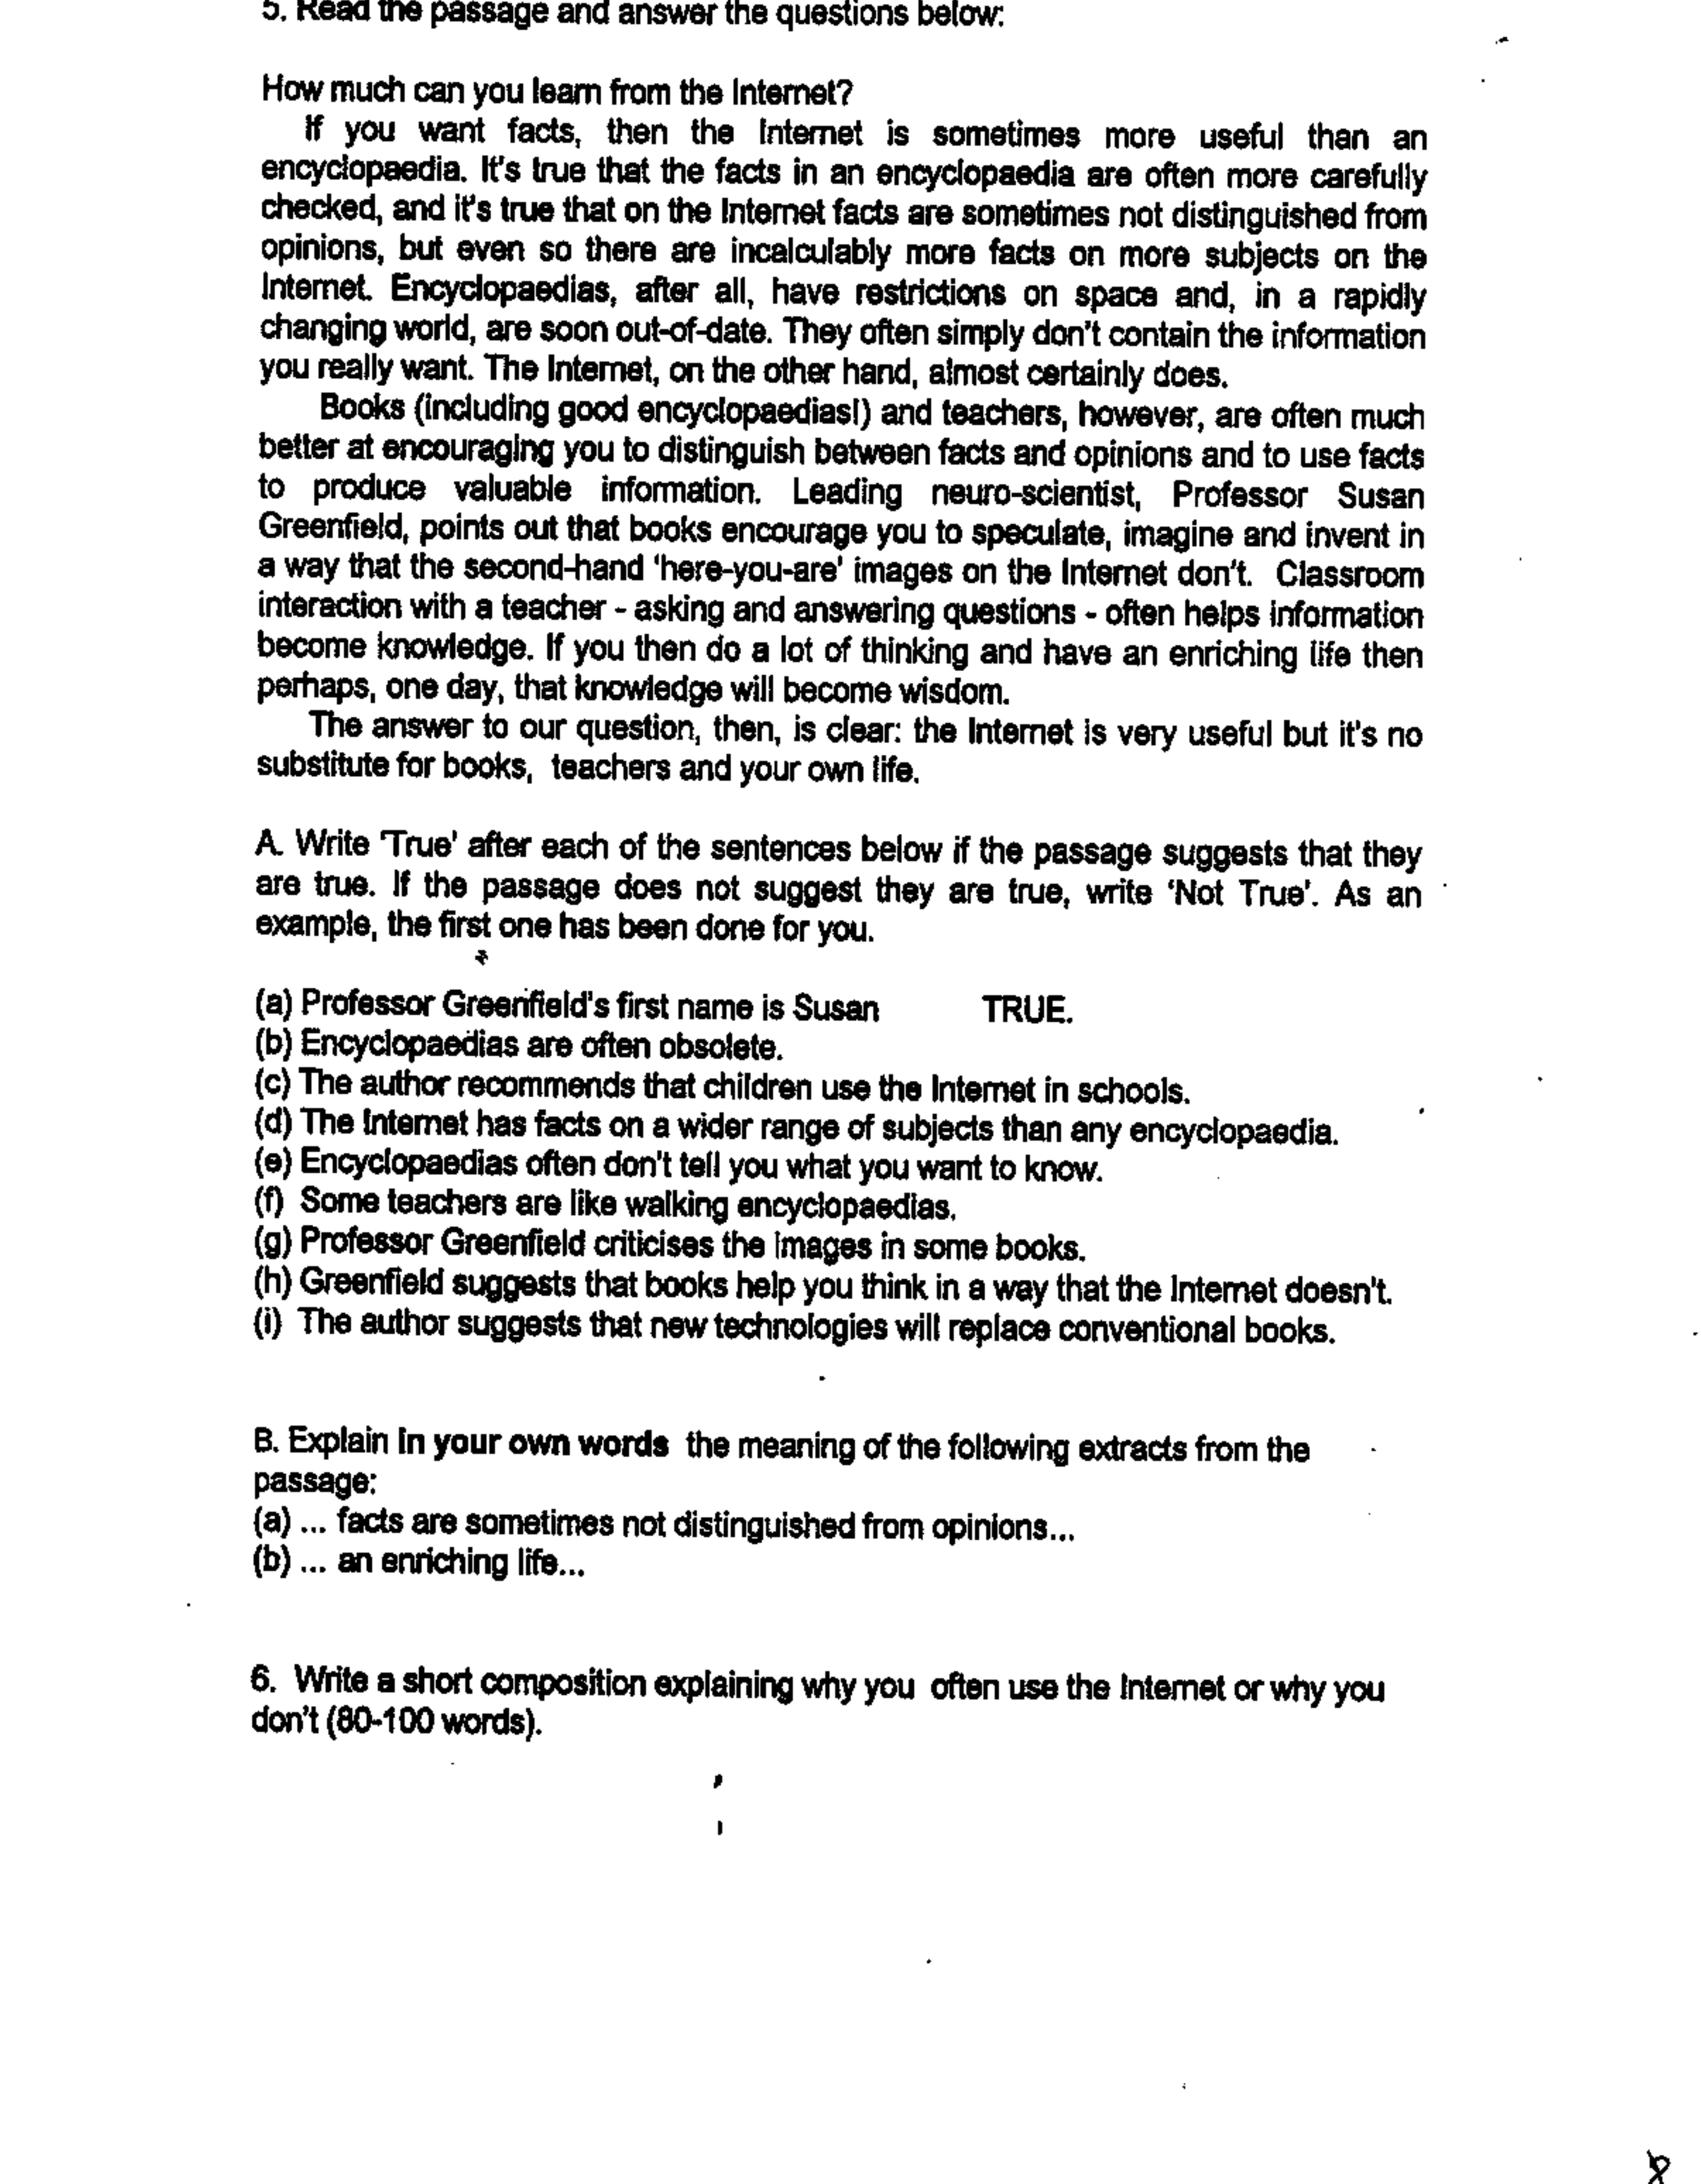 5. Read the passage and answer the questions below:
How much can you learn from the Internet?
If you want facts, then the Internet is sometimes more useful than an
encyclopaedia. It's true that the facts in an encyclopaedia are often more carefully
checked, and it's true that on the Internet facts are sometimes not distinguished from
opinions, but even so there are incalculably more facts on more subjects on the
Internet. Encyclopaedias, after all, have restrictions on space and, in a rapidly
changing world, are soon out-of-date. They often simply don't contain the information
you really want. The Internet, on the other hand, almost certainly does.
Books (including good encyclopaedias!) and teachers, however, are often much
better at encouraging you to distinguish between facts and opinions and to use facts
to produce valuable information. Leading neuro-scientist, Professor Susan
Greenfield, points out that books encourage you to speculate, imagine and invent in
a way that the second-hand 'here-you-are' images on the Internet don't. Classroom
interaction with a teacher - asking and answering questions - often helps information
become knowledge. If you then do a lot of thinking and have an enriching life then
perhaps, one day, that knowledge will become wisdom.
The answer to our question, then, is clear: the Internet is very useful but it's no
substitute for books, teachers and your own life.
A. Write 'True' after each of the sentences below if the passage suggests that they
are true. If the passage does not suggest they are true, write 'Not True'. As an
example, the first one has been done for you.
(a) Professor Greenfield's first name is Susan TRUE.
(b) Encyclopaedias are often obsolete.
(c) The author recommends that children use the Internet in schools.
(d) The Internet has facts on a wider range of subjects than any encyclopaedia.
(e) Encyclopaedias often don't tell you what you want to know.
(f) Some teachers are like walking encyclopaedias.
(g) Professor Greenfield criticises the images in some books.
(h) Greenfield suggests that books help you think in a way that the Internet doesn't.
(i) The author suggests that new technologies will replace conventional books.
B. Explain in your own words the meaning of the following extracts from the
passage:
(a) ... facts are sometimes not distinguished from opinions...
(b) ... an enriching life...
6. Write a short composition explaining why you often use the Internet or why you
don't (80-100 words).